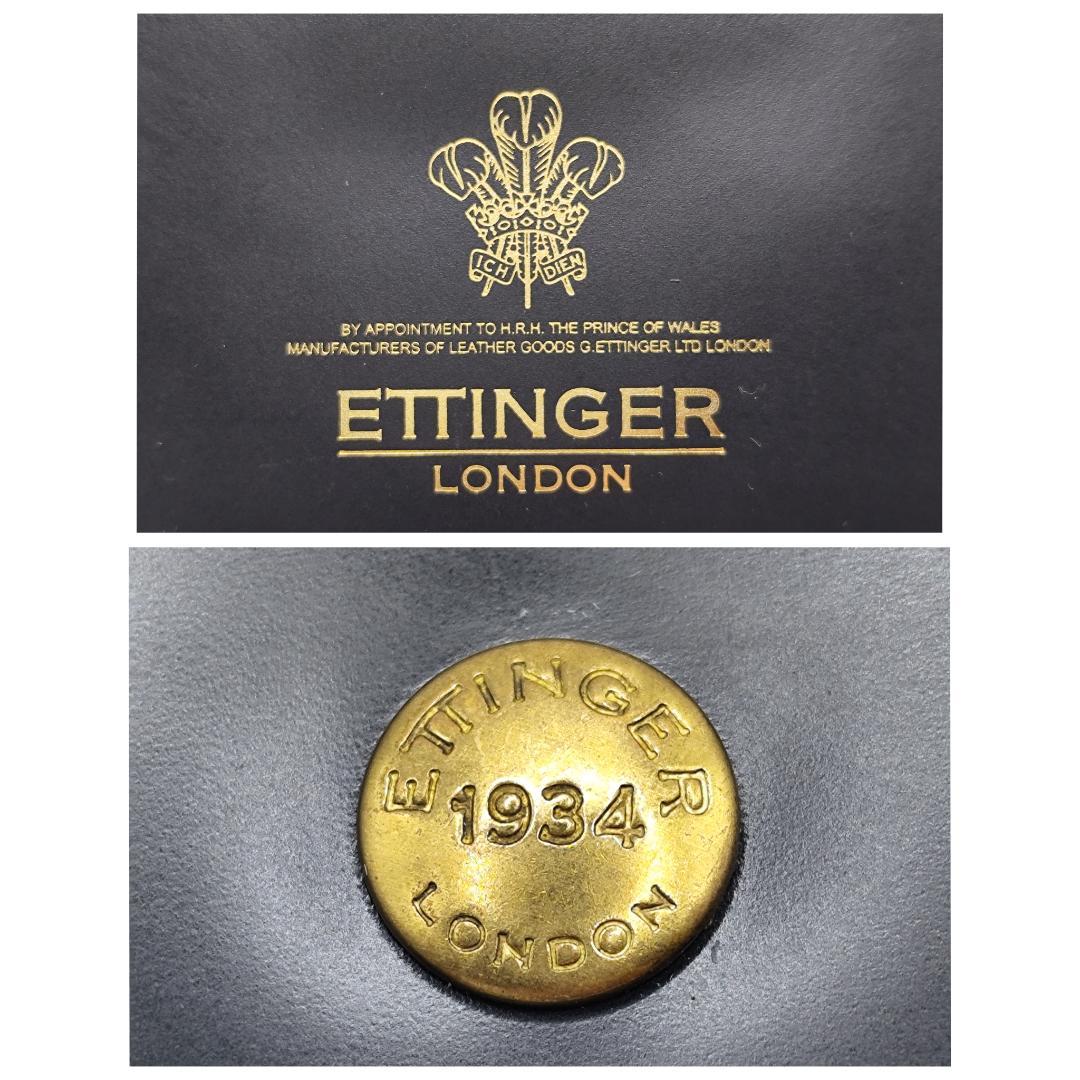 ICH DIEN
BY APPOINTMENT TO H.R.H. THE PRINCE OF WALES
MANUFACTURERS OF LEATHER GOODS G.ETTINGER LTD LONDON
ETTINGER
LONDON
ETTINGER
1934
LONDON